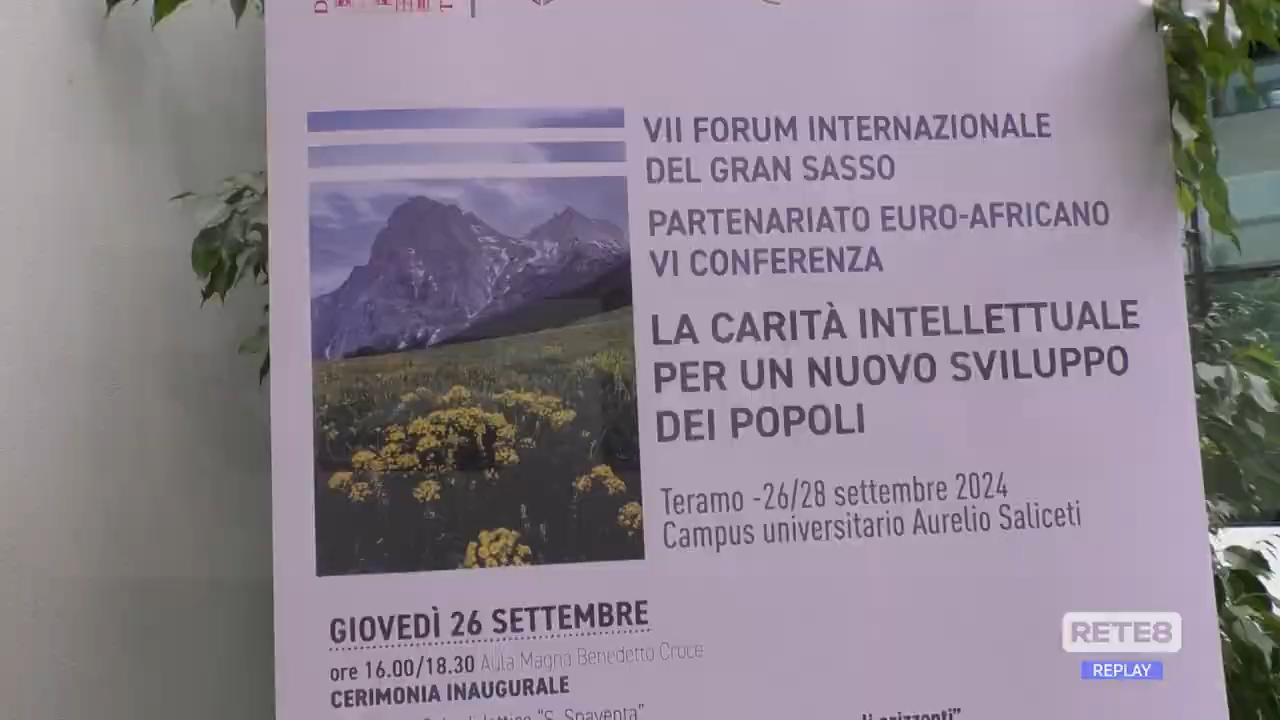 VII FORUM INTERNAZIONALE
DEL GRAN SASSO
PARTENARIATO EURO-AFRICANO
VI CONFERENZA
LA CARITÀ INTELLETTUALE
PER UN NUOVO SVILUPPO
DEI POPOLI
Teramo -26/28 settembre 2024
Campus universitario Aurelio Saliceti
GIOVEDÌ 26 SETTEMBRE
ore 16.00/18.30 Aula Magna Benedetto Croce
CERIMONIA INAUGURALE
"S. Spaventa"
orizzonti"
RETE8
REPLAY